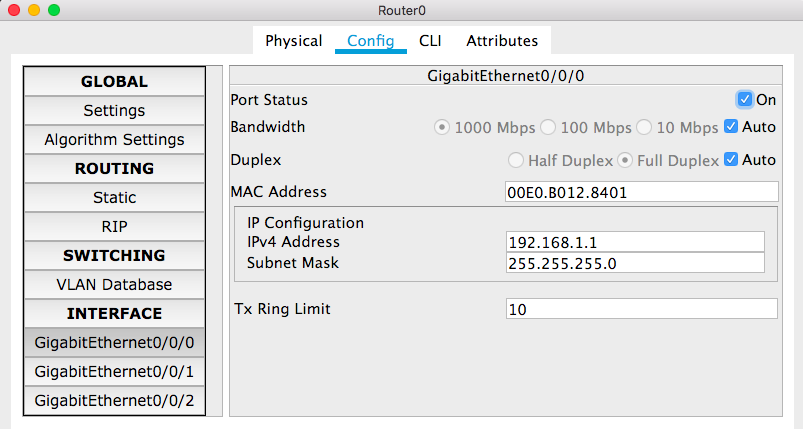 Router0
Physical Config CLI Attributes
GLOBAL
Settings
Algorithm Settings
ROUTING
Static
RIP
SWITCHING
VLAN Database
INTERFACE
GigabitEthernet0/0/0
GigabitEthernet0/0/1
GigabitEthernet0/0/2
GigabitEthernet0/0/0
Port Status On
Bandwidth 1000 Mbps 100 Mbps 10 Mbps Auto
Duplex Half Duplex Full Duplex Auto
MAC Address 00E0.B012.8401
IP Configuration
IPv4 Address 192.168.1.1
Subnet Mask 255.255.255.0
Tx Ring Limit 10